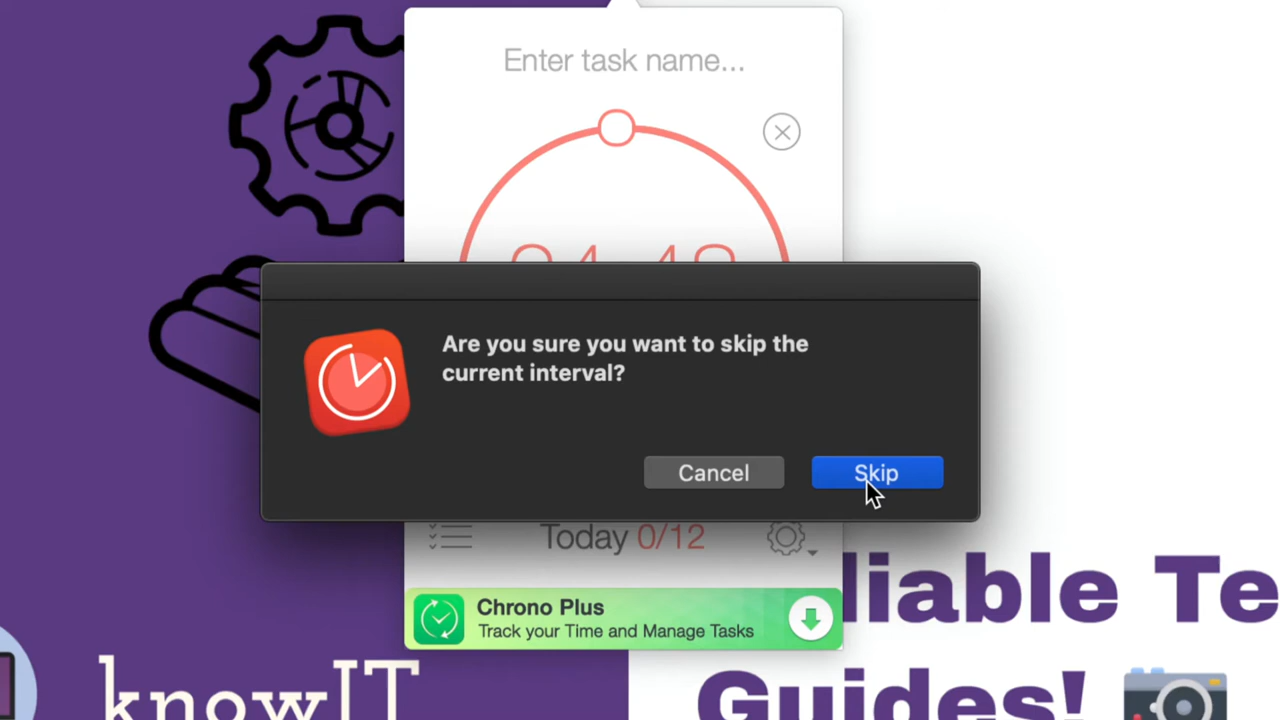 Enter task name...
Are you sure you want to skip the
current interval?
Cancel
Skip
Today 0/12
Chrono Plus
Track your Time and Manage Tasks
liable Te
Guides!
knowIT